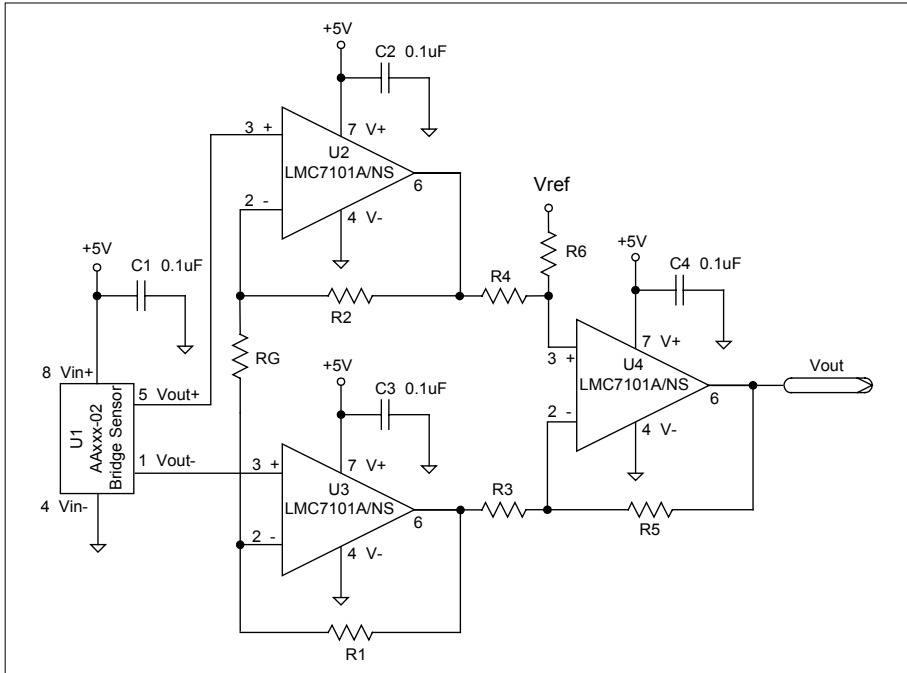 +5V
C2 0.1uF
3 +
7 V+
U2
LMC7101A/NS
6
2 -
4 V-
Vref
+5V
C1 0.1uF
R6
+5V
C4 0.1uF
R4
R2
7 V+
3 +
U4
LMC7101A/NS
Vout
6
RG
+5V
C3 0.1uF
8 Vin+
5 Vout+
2 -
4 V-
U1
AAxxx-02
Bridge Sensor
1 Vout-
3 +
7 V+
U3
LMC7101A/NS
6
R3
R5
4 Vin-
2 -
4 V-
R1